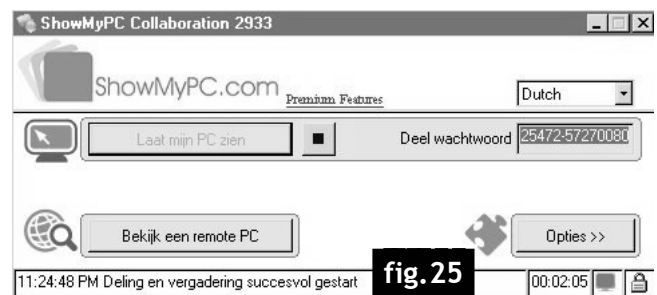 ShowMyPC Collaboration 2933
ShowMyPC.com
Premium Features
Dutch
Laat mijn PC zien
Deel wachtwoord
25472-57270080
Bekijk een remote PC
Opties >>
11:24:48 PM Deling en vergadering succesvol gestart
fig.25
00:02:05